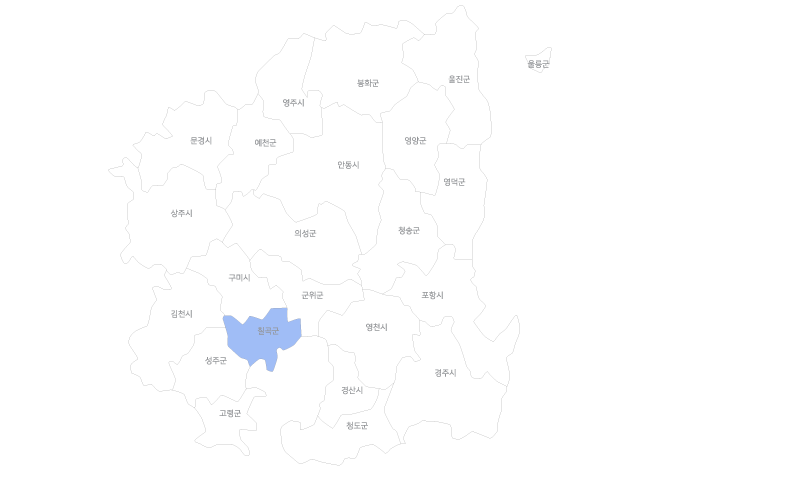 울릉군
울진군
봉화군
영주시
문경시
예천군
영양군
안동시
영덕군
상주시
청송군
의성군
구미시
군위군
포항시
김천시
영천시
칠곡군
성주군
경주시
경산시
고령군
청도군